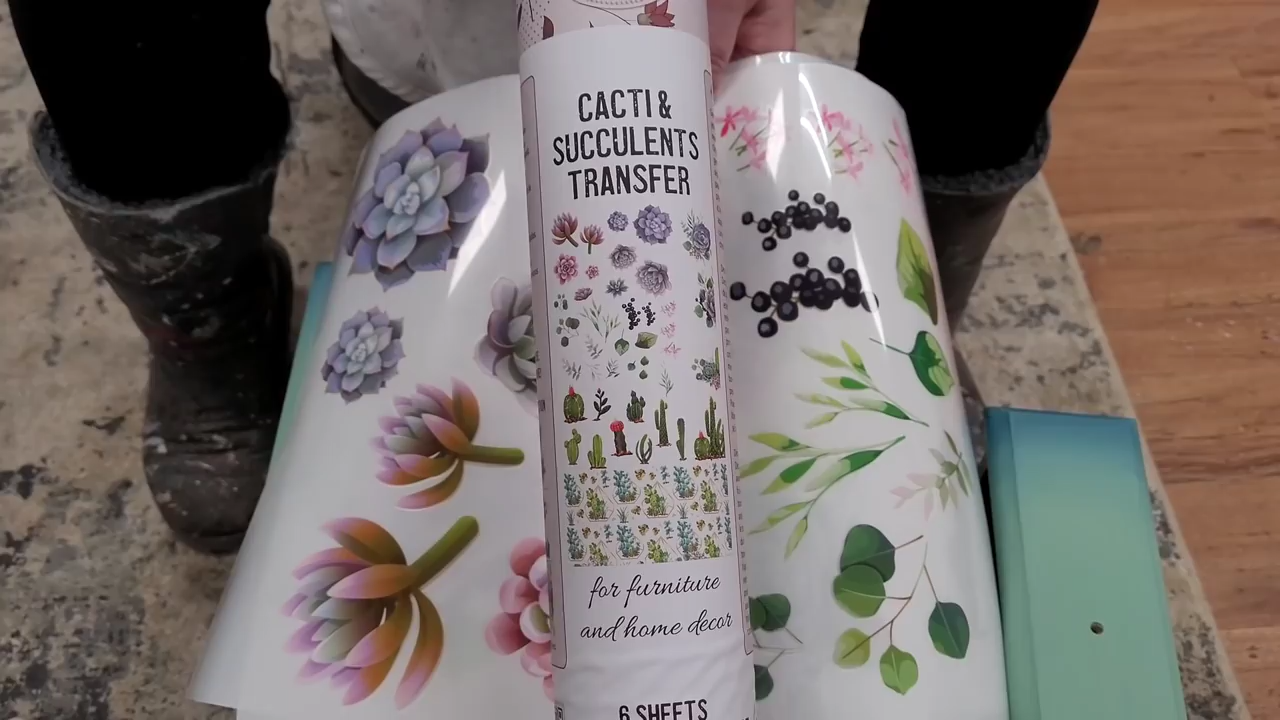 CACTI &
SUCCULENTS
TRANSFER
for furniture
and home decor
6 SHEETS